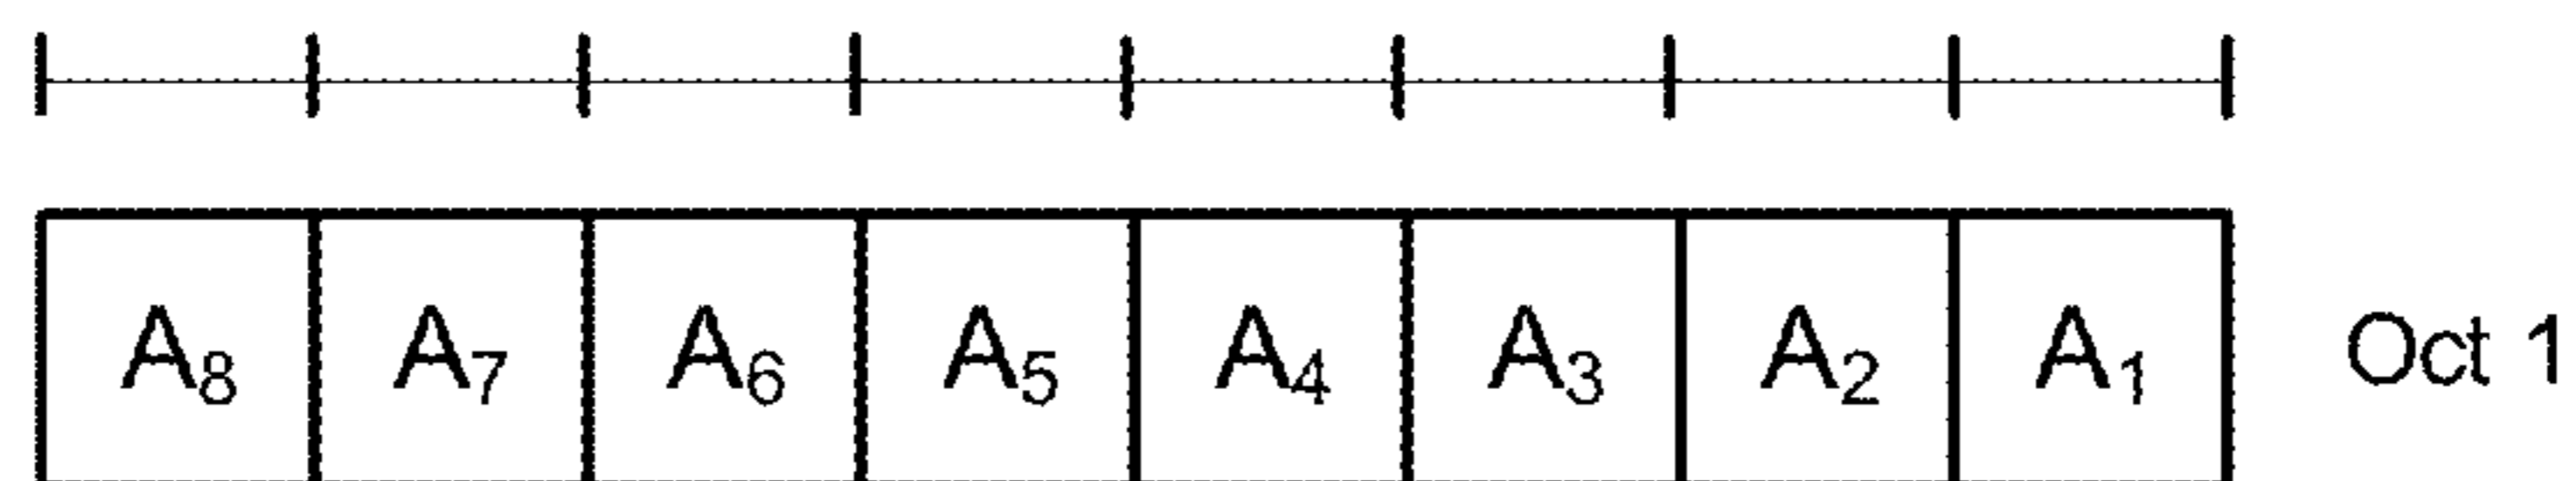 A₈ A₇ A₆ A₅ A₄ A₃ A₂ A₁ Oct 1